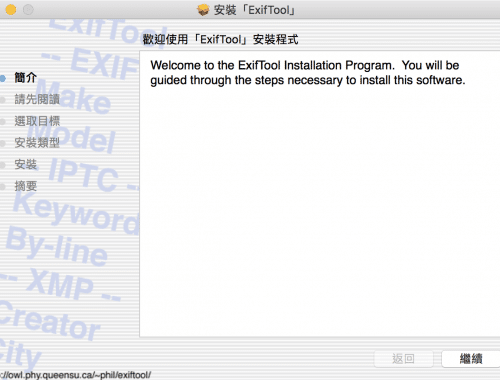 安裝「ExifTool」
歡迎使用「ExifTool」安裝程式
ExifTool
-- EXIF
Make
Model
-- IPTC --
Keyword
By-line
-- XMP --
Creator
City
簡介
請先閱讀
選取目標
安裝類型
安裝
摘要
Welcome to the ExifTool Installation Program. You will be
guided through the steps necessary to install this software.
返回
繼續
://owl.phy.queensu.ca/~phil/exiftool/